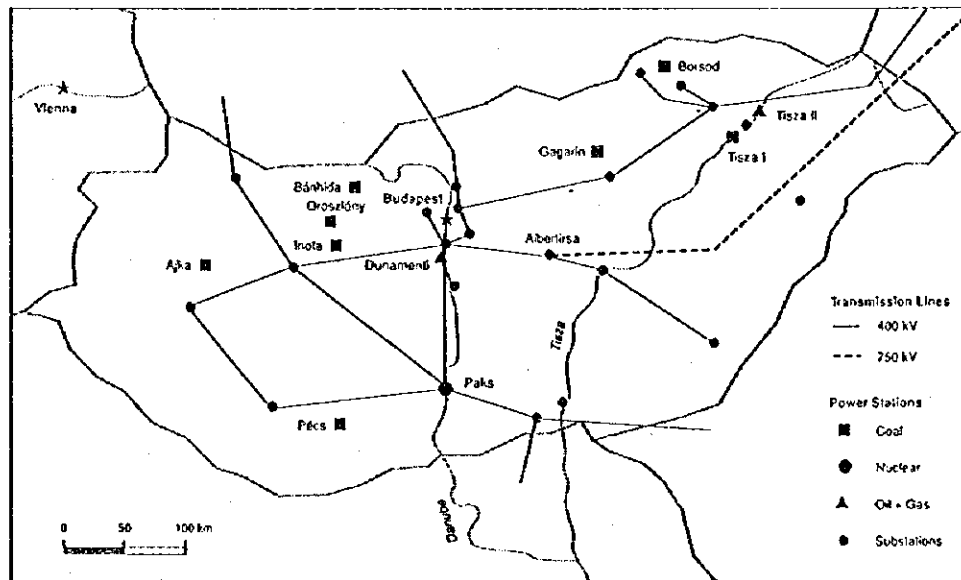 Vienna
Borsod
Tisza II
Tisza I
Gagarin
Bánhida
Oroszlány
Budapest
Inota
Albertirsa
Ajka
Dunamenti
Tisza
Paks
Pécs
Danube
0 50 100 km
Transmission Lines
400 kV
750 kV
Power Stations
Coal
Nuclear
Oil + Gas
Substations